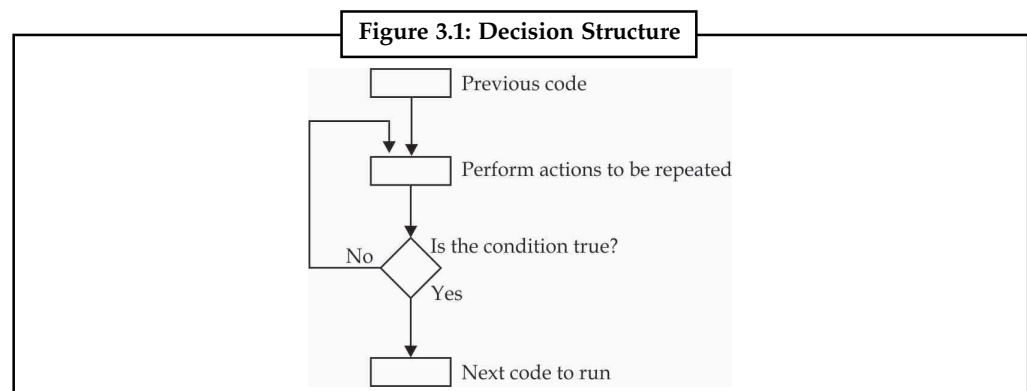 Figure 3.1: Decision Structure
Previous code
Perform actions to be repeated
Is the condition true?
No
Yes
Next code to run